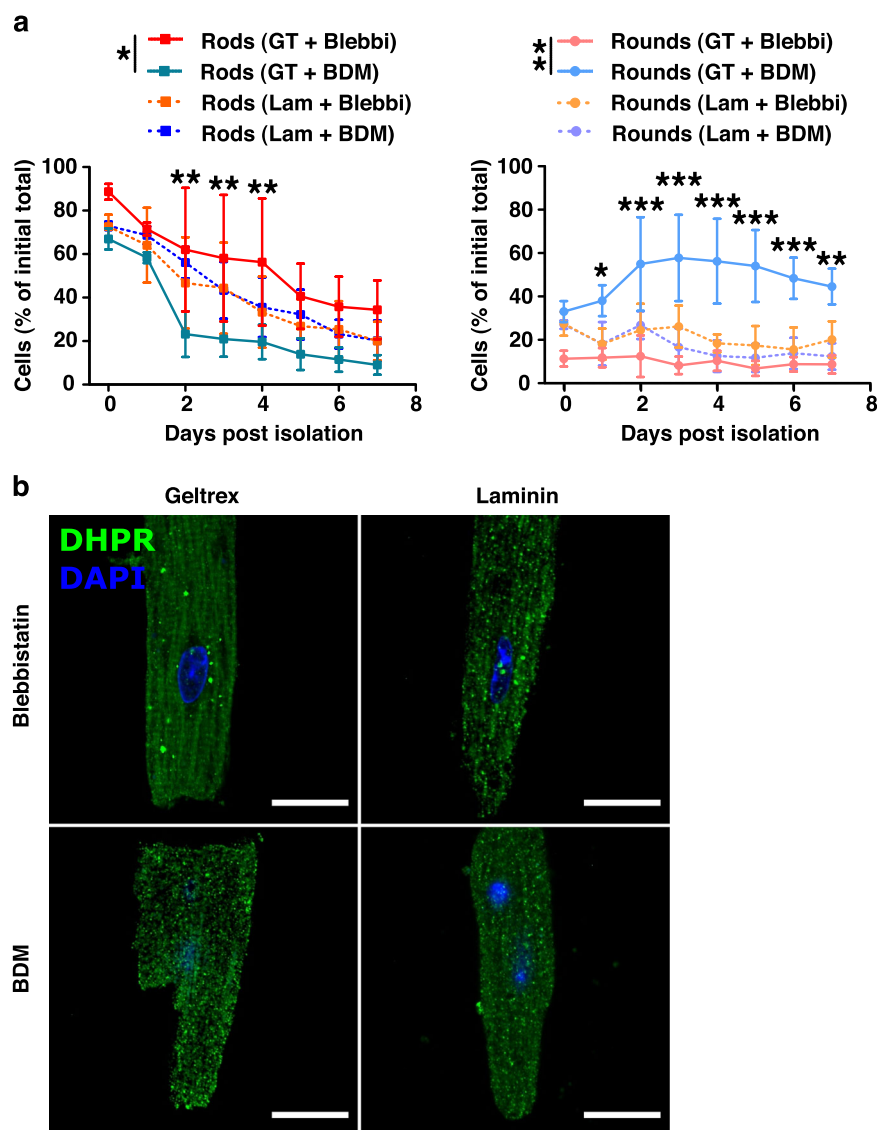 a
* Rods (GT + Blebbi)
Rods (GT + BDM)
Rods (Lam + Blebbi)
Rods (Lam + BDM)
Cells (% of initial total)
100
80
60
40
20
0
** ** **
0 2 4 6 8
Days post isolation
** Rounds (GT + Blebbi)
Rounds (GT + BDM)
Rounds (Lam + Blebbi)
Rounds (Lam + BDM)
Cells (% of initial total)
100
80
60
40
20
0
* *** *** *** *** *** **
0 2 4 6 8
Days post isolation
b
Geltrex Laminin
Blebbistatin
DHPR
DAPI
BDM